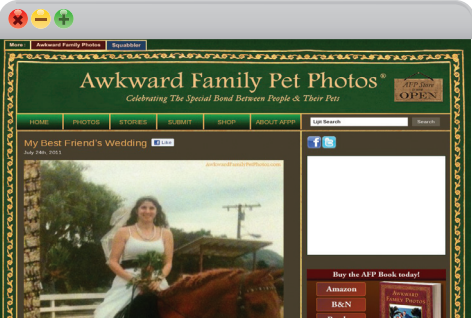 More :
Awkward Family Photos
Squabbler
Awkward Family Pet Photos®
Celebrating The Special Bond Between People & Their Pets
AFP Store
OPEN
HOME
PHOTOS
STORIES
SUBMIT
SHOP
ABOUT AFPP
Search
My Best Friend's Wedding
Like
July 24th, 2011
AwkwardFamilyPetPhotos.com
Buy the AFP Book today!
Amazon
B&N
AWKWARD
FAMILY PHOTOS